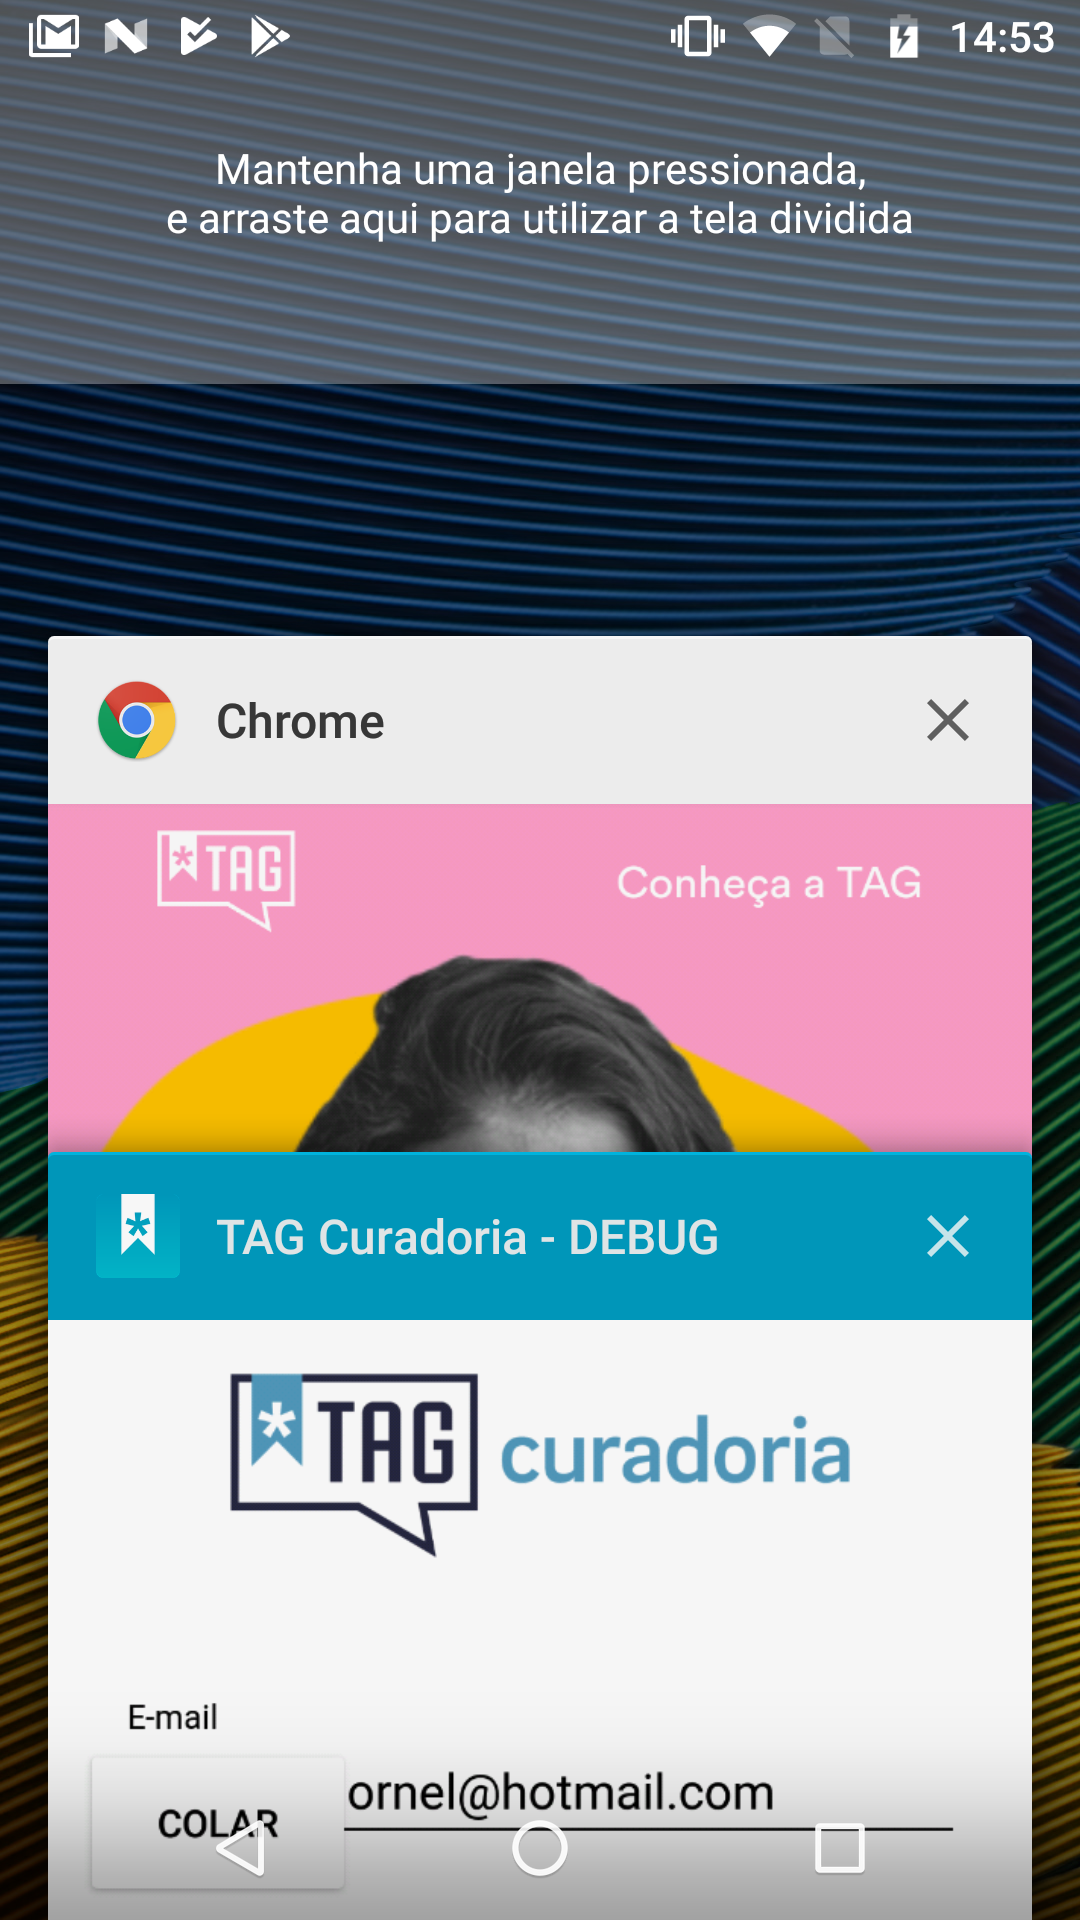 14:53
Mantenha uma janela pressionada,
e arraste aqui para utilizar a tela dividida
Chrome
TAG
Conheça a TAG
TAG Curadoria - DEBUG
TAG curadoria
E-mail
ornel@hotmail.com
COLAR